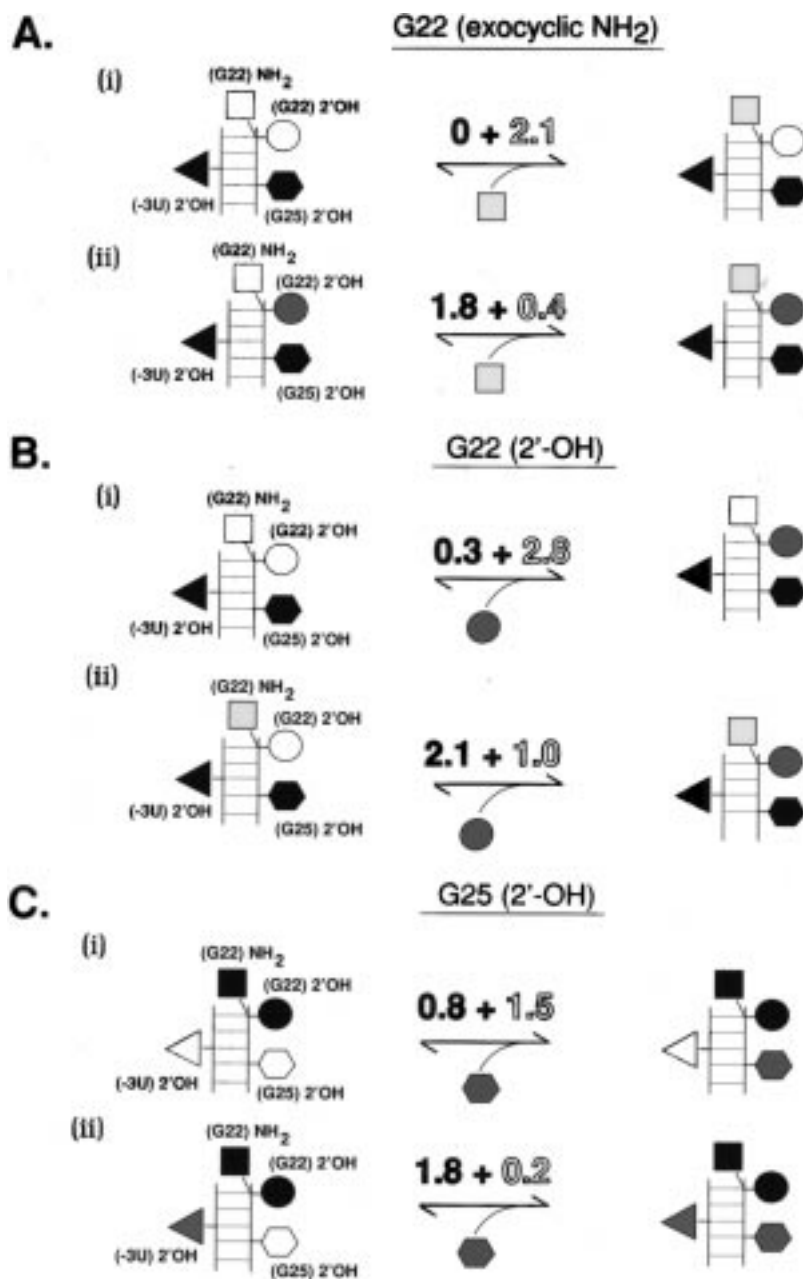 A.
G22 (exocyclic NH2)
(i)
(G22) NH2
(G22) 2'OH
0 + 2.1
(-3U) 2'OH
(G25) 2'OH
(ii)
(G22) NH2
(G22) 2'OH
1.8 + 0.4
(-3U) 2'OH
(G25) 2'OH
B.
G22 (2'-OH)
(i)
(G22) NH2
(G22) 2'OH
0.3 +
(-3U) 2'OH
(G25) 2'OH
(ii)
(G22) NH2
(G22) 2'OH
2.1 + 1.0
(-3U) 2'OH
(G25) 2'OH
C.
G25 (2'-OH)
(i)
(G22) NH2
(G22) 2'OH
0.8 + 1.5
(-3U) 2'OH
(G25) 2'OH
(ii)
(G22) NH2
(G22) 2'OH
1.8 + 0.2
(-3U) 2'OH
(G25) 2'OH